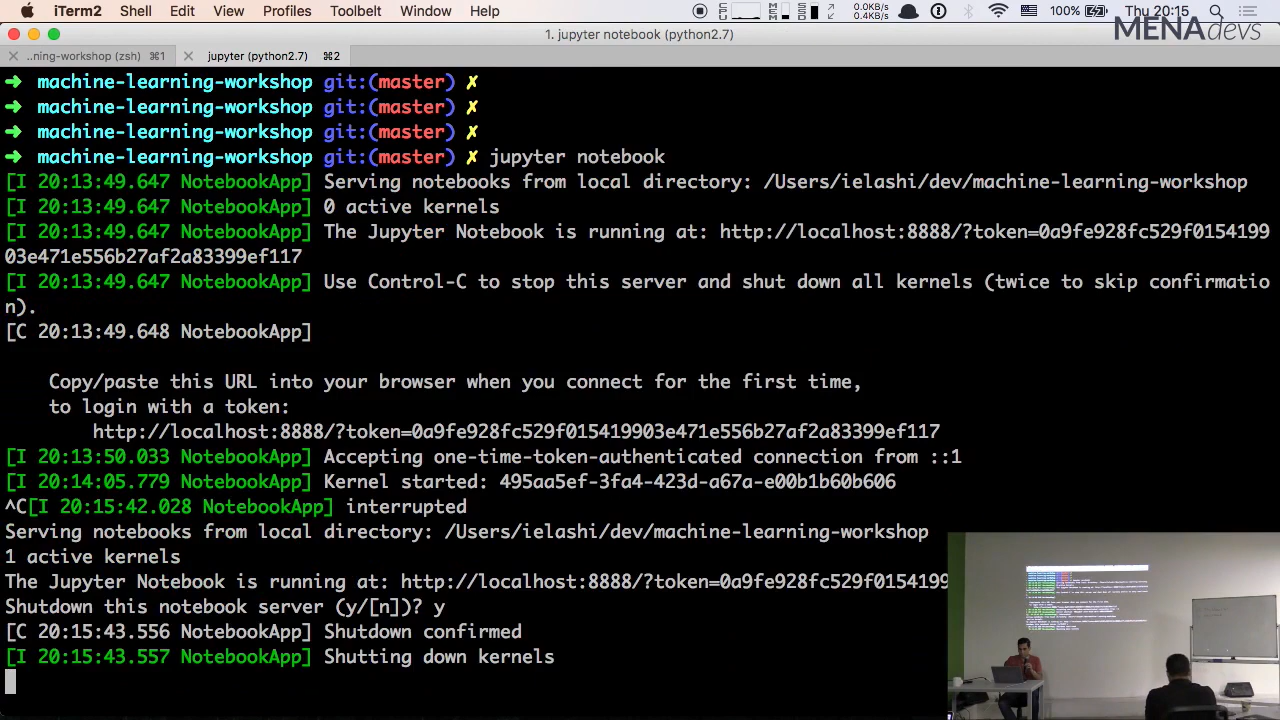 iTerm2 Shell Edit View Profiles Toolbelt Window Help 0.0KB/s 0.4KB/s 100% Thu 20:15
MENAdevs
1. jupyter notebook (python2.7)
..ning-workshop (zsh) ⌘1 jupyter (python2.7) ⌘2
➜ machine-learning-workshop git:(master) ✗
➜ machine-learning-workshop git:(master) ✗
➜ machine-learning-workshop git:(master) ✗
➜ machine-learning-workshop git:(master) ✗ jupyter notebook
[I 20:13:49.647 NotebookApp] Serving notebooks from local directory: /Users/ielashi/dev/machine-learning-workshop
[I 20:13:49.647 NotebookApp] 0 active kernels
[I 20:13:49.647 NotebookApp] The Jupyter Notebook is running at: http://localhost:8888/?token=0a9fe928fc529f0154199
03e471e556b27af2a83399ef117
[I 20:13:49.647 NotebookApp] Use Control-C to stop this server and shut down all kernels (twice to skip confirmatio
n).
[C 20:13:49.648 NotebookApp]
Copy/paste this URL into your browser when you connect for the first time,
to login with a token:
http://localhost:8888/?token=0a9fe928fc529f015419903e471e556b27af2a83399ef117
[I 20:13:50.033 NotebookApp] Accepting one-time-token-authenticated connection from ::1
[I 20:14:05.779 NotebookApp] Kernel started: 495aa5ef-3fa4-423d-a67a-e00b1b60b606
^C[I 20:15:42.028 NotebookApp] interrupted
Serving notebooks from local directory: /Users/ielashi/dev/machine-learning-workshop
1 active kernels
The Jupyter Notebook is running at: http://localhost:8888/?token=0a9fe928fc529f0154199
Shutdown this notebook server (y/[n])? y
[C 20:15:43.556 NotebookApp] Shutdown confirmed
[I 20:15:43.557 NotebookApp] Shutting down kernels